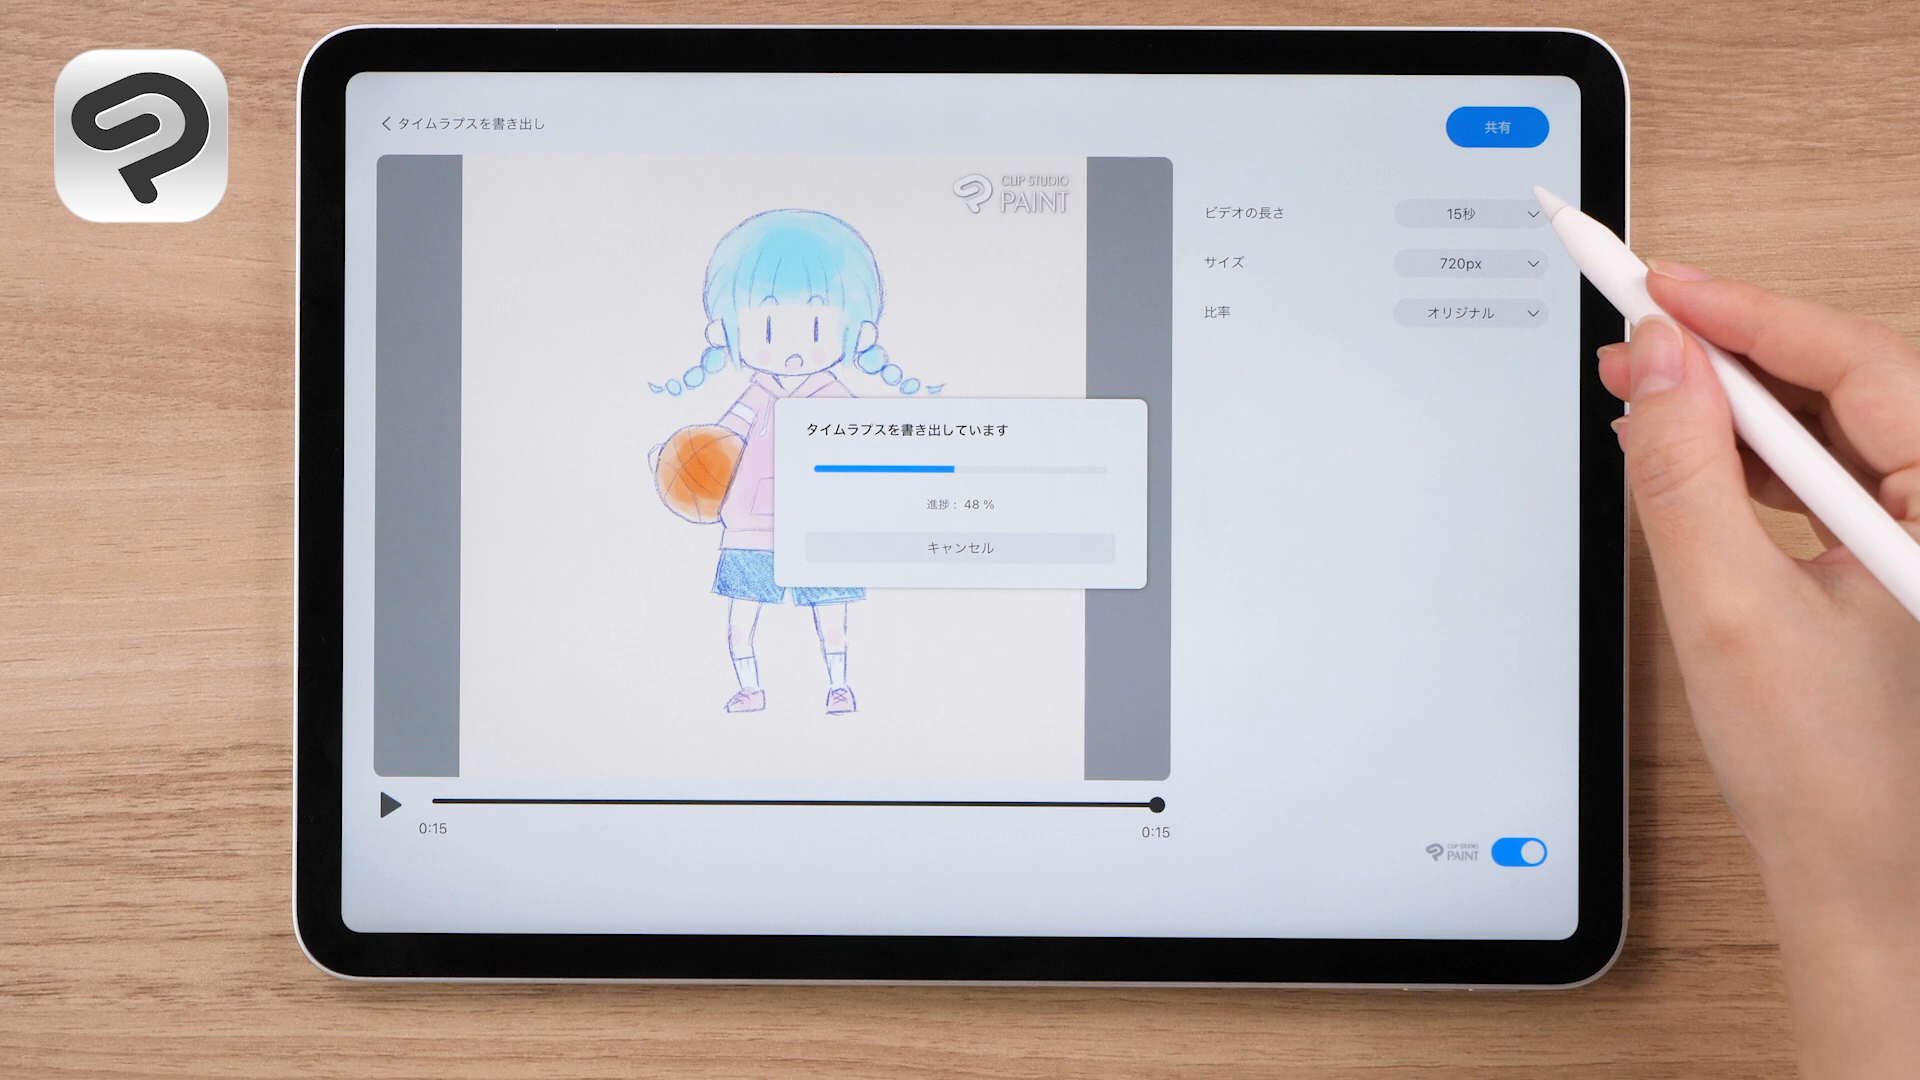 タイムラプスを書き出し
共有
CLIP STUDIO
PAINT
ビデオの長さ
15秒
サイズ
720px
比率
オリジナル
タイムラプスを書き出しています
進捗： 48 %
キャンセル
0:15
0:15
CLIP STUDIO
PAINT